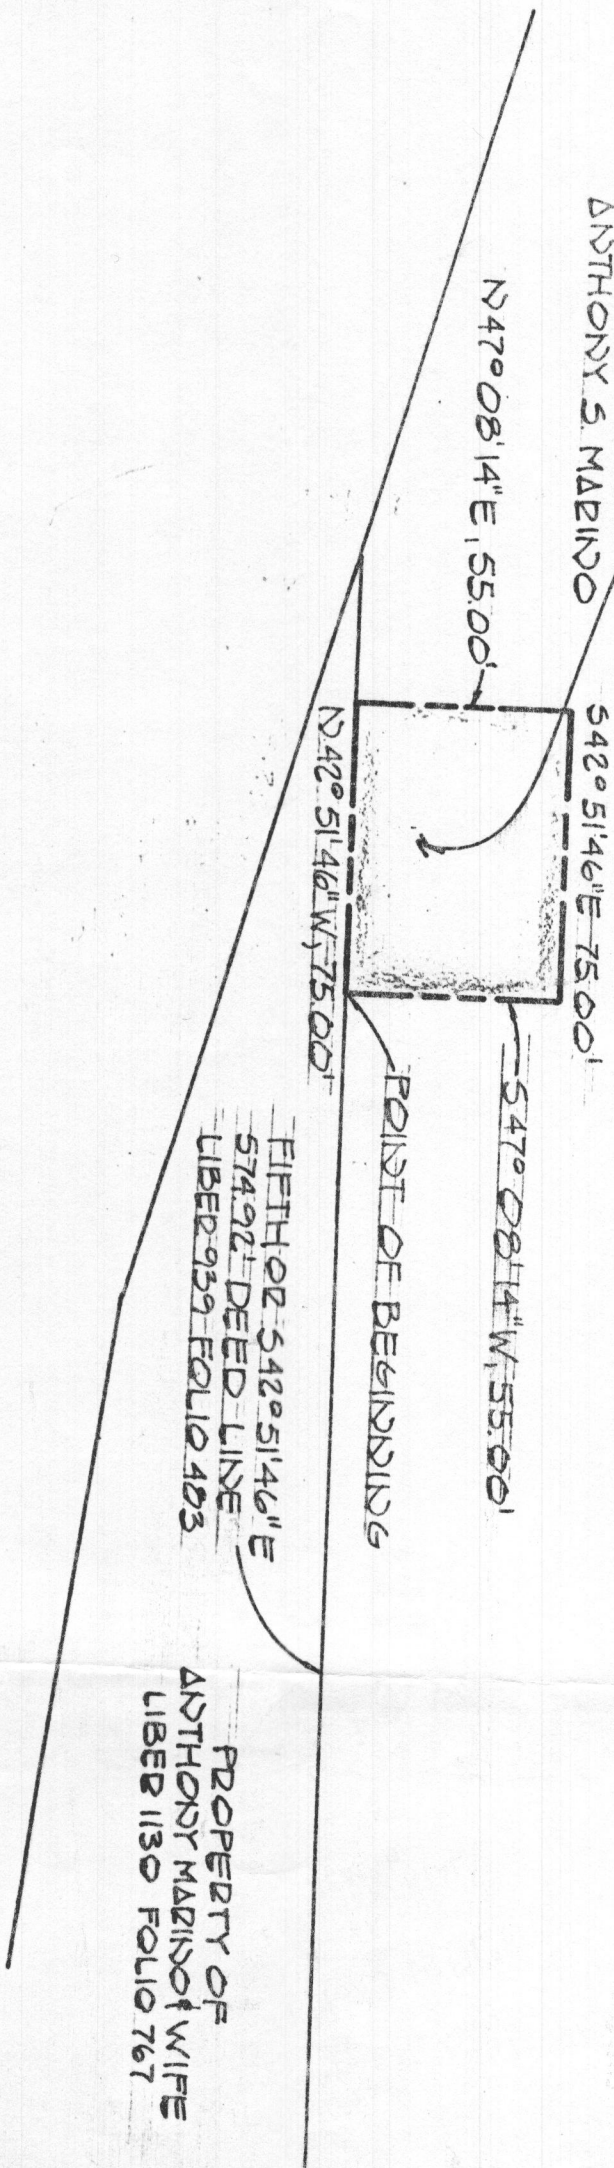 ANTHONY S. MARINO
S42°51'46"E 75.00'
N47°08'14"E, 55.00'
S47°08'14"W, 55.00'
N42°51'46"W, 75.00'
POINT OF BEGINNING
FIFTH OR S42°51'46"E
574.92' DEED LINE
LIBER 939 FOLIO 483
PROPERTY OF
ANTHONY MARINO & WIFE
LIBER 1130 FOLIO 767